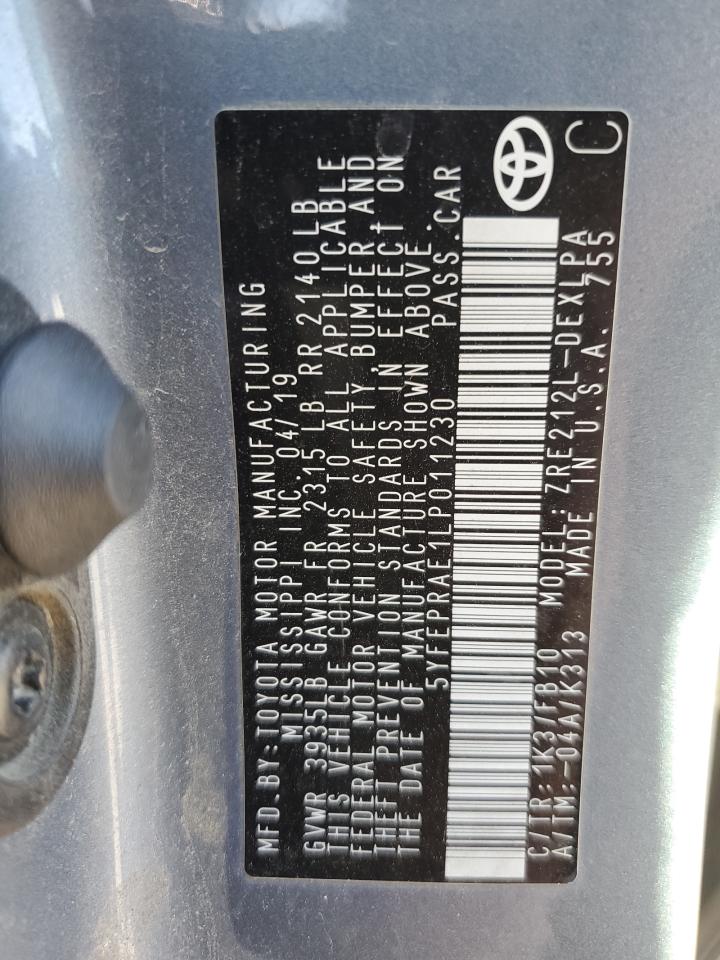 MFD.BY:TOYOTA MOTOR MANUFACTURING
MISSISSIPPI INC. 04/19
GVWR 3935LB GAWR FR 2315 LB RR 2140LB
THIS VEHICLE CONFORMS TO ALL APPLICABLE
FEDERAL MOTOR VEHICLE SAFETY, BUMPER AND
THEFT PREVENTION STANDARDS IN EFFECT ON
THE DATE OF MANUFACTURE SHOWN ABOVE.
5YFEPRAE1LP011230 PASS.CAR
C/TR:1K3/FB10 MODEL:ZRE212L-DEXLPA
A/TM:-04A/K313 MADE IN U.S.A. 755
C